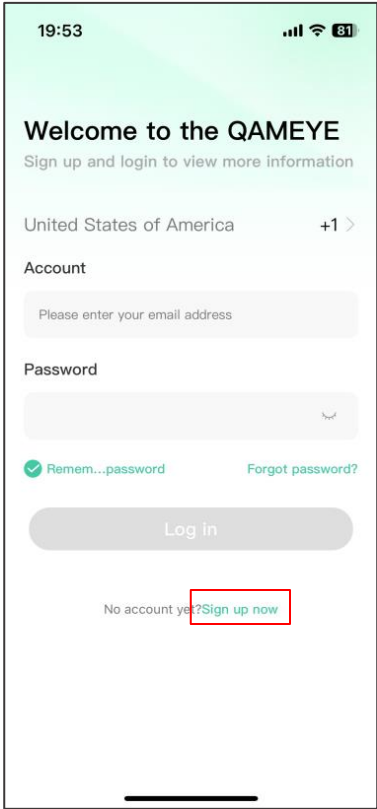 19:53 81
Welcome to the QAMEYE
Sign up and login to view more information
United States of America +1
Account
Please enter your email address
Password
Remem...password Forgot password?
Log in
No account yet?Sign up now